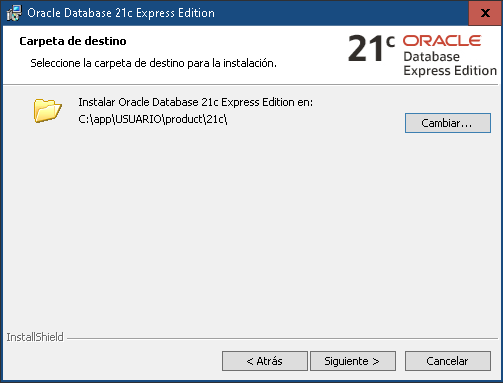 Oracle Database 21c Express Edition
Carpeta de destino
Seleccione la carpeta de destino para la instalación.
21c ORACLE
Database
Express Edition
Instalar Oracle Database 21c Express Edition en:
C:\app\USUARIO\product\21c\
Cambiar...
InstallShield
< Atrás
Siguiente >
Cancelar